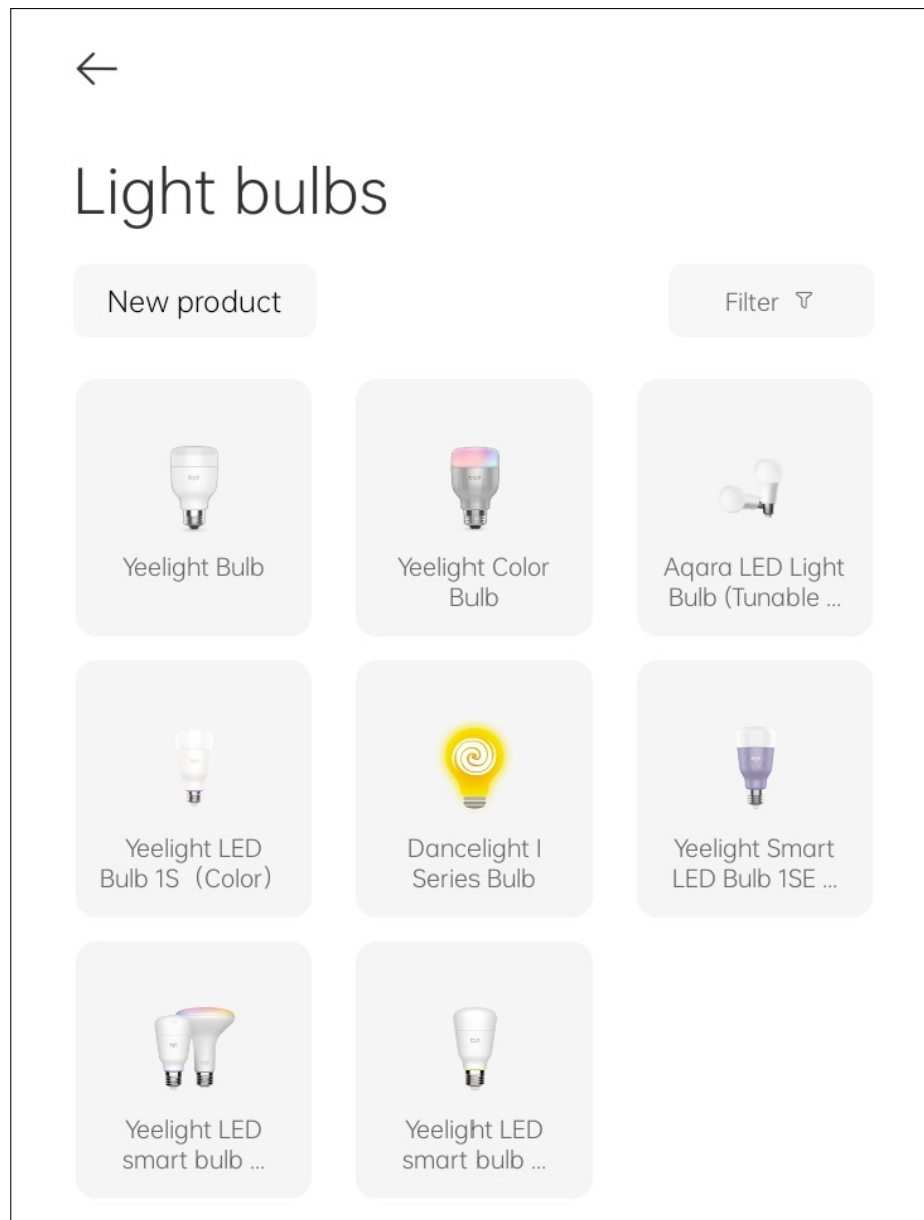 Light bulbs
New product
Filter
Yeelight Bulb
Yeelight Color
Bulb
Aqara LED Light
Bulb (Tunable ...
Yeelight LED
Bulb 1S（Color）
Dancelight I
Series Bulb
Yeelight Smart
LED Bulb 1SE ...
Yeelight LED
smart bulb ...
Yeelight LED
smart bulb ...